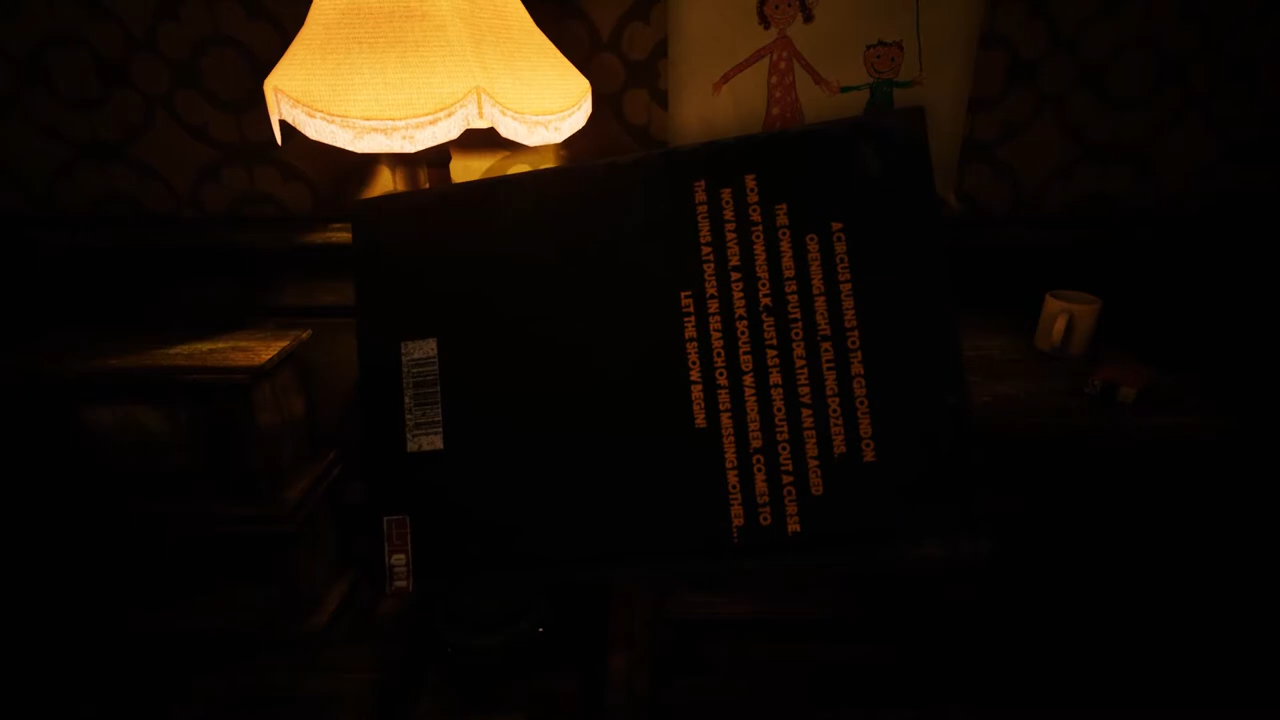 A CIRCUS BURNS TO THE GROUND ON
OPENING NIGHT, KILLING DOZENS.
THE OWNER IS PUT TO DEATH BY AN ENRAGED
MOB OF TOWNSFOLK, JUST AS HE SHOUTS OUT A CURSE.
NOW RAVEN, A DARK SOULED WANDERER, COMES TO
THE RUINS AT DUSK IN SEARCH OF HIS MISSING MOTHER...
LET THE SHOW BEGIN!